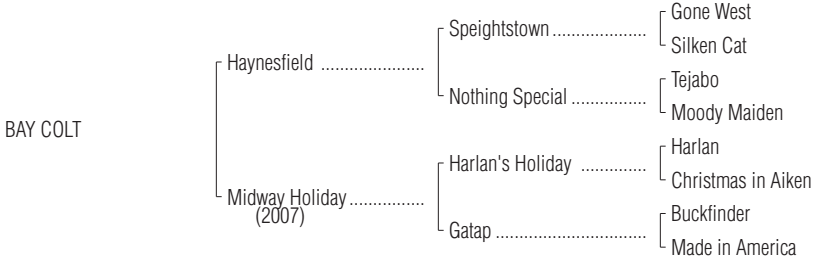 Gone West
Speightstown ....................
Silken Cat
Haynesfield ......................
Tejabo
Nothing Special ................
Moody Maiden
BAY COLT
Harlan
Harlan's Holiday ..............
Christmas in Aiken
Midway Holiday ................
(2007)
Buckfinder
Gatap ................................
Made in America